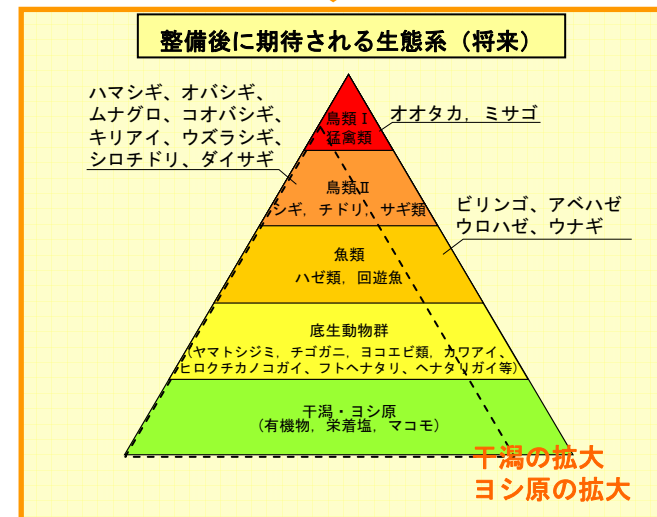 整備後に期待される生態系（将来）
ハマシギ、オバシギ、
ムナグロ、コオバシギ、
キリアイ、ウズラシギ、
シロチドリ、ダイサギ
鳥類Ⅰ
猛禽類
オオタカ，ミサゴ
鳥類Ⅱ
シギ，チドリ，サギ類
ビリンゴ、アベハゼ
ウロハゼ、ウナギ
魚類
ハゼ類，回遊魚
底生動物群
（ヤマトシジミ，チゴガニ，ヨコエビ類，カワアイ、
ヒロクチカノコガイ、フトヘナタリ、ヘナタリガイ等）
干潟・ヨシ原
（有機物，栄着塩，マコモ）
干潟の拡大
ヨシ原の拡大